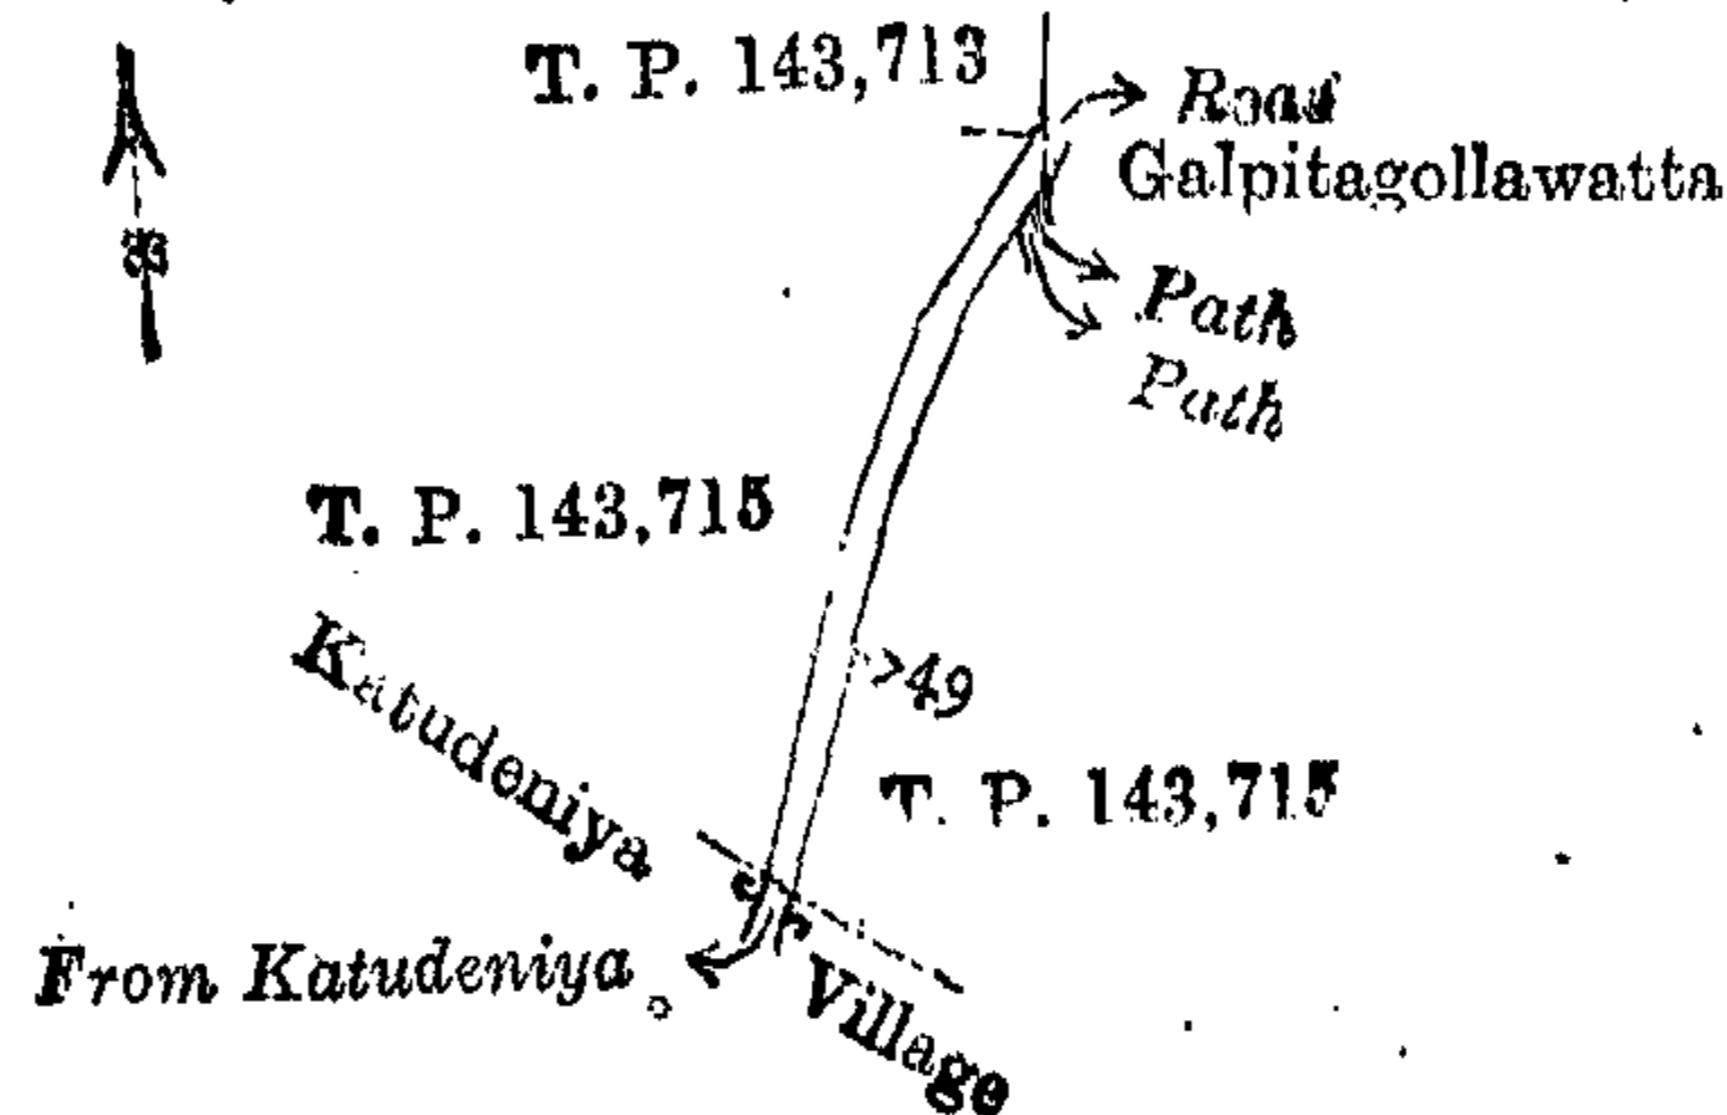 T. P. 143,713
Road
Galpitagollawatta
Path
Path
T. P. 143,715
49
Katudeniya
T. P. 143,715
From Katudeniya
Village